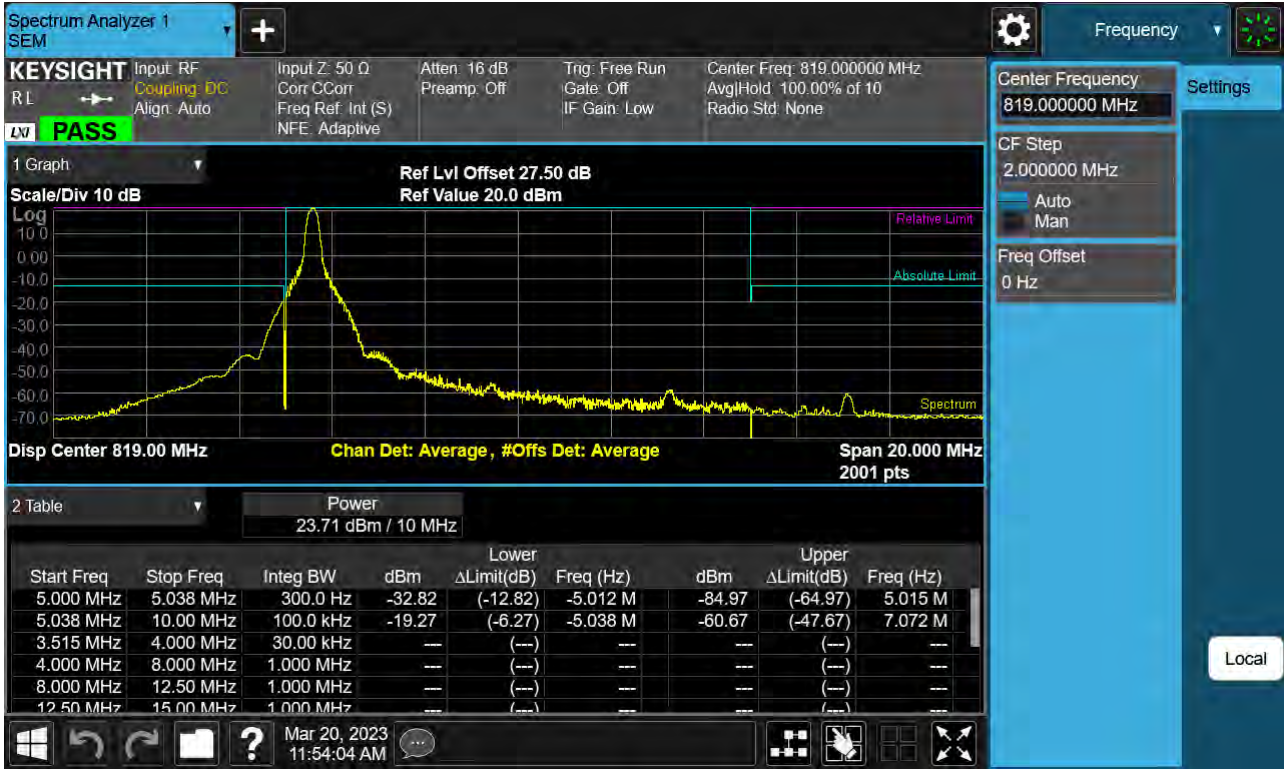 Spectrum Analyzer 1
SEM
Frequency
KEYSIGHT
RL
LXI
PASS
Input: RF
Coupling: DC
Align: Auto
Input Z: 50 Ω
Corr CCorr
Freq Ref: Int (S)
NFE: Adaptive
Atten: 16 dB
Preamp: Off
Trig: Free Run
Gate: Off
IF Gain: Low
Center Freq: 819.000000 MHz
Avg|Hold: 100.00% of 10
Radio Std: None
Center Frequency
819.000000 MHz
Settings
CF Step
2.000000 MHz
Auto
Man
Freq Offset
0 Hz
Local
1 Graph
Scale/Div 10 dB
Ref Lvl Offset 27.50 dB
Ref Value 20.0 dBm
Log
10.0
0.00
-10.0
-20.0
-30.0
-40.0
-50.0
-60.0
-70.0
Relative Limit
Absolute Limit
Spectrum
Disp Center 819.00 MHz
Chan Det: Average, #Offs Det: Average
Span 20.000 MHz
2001 pts
2 Table
Power
23.71 dBm / 10 MHz
Lower Upper
Start Freq Stop Freq Integ BW dBm ΔLimit(dB) Freq (Hz) dBm ΔLimit(dB) Freq (Hz)
5.000 MHz 5.038 MHz 300.0 Hz -32.82 (-12.82) -5.012 M -84.97 (-64.97) 5.015 M
5.038 MHz 10.00 MHz 100.0 kHz -19.27 (-6.27) -5.038 M -60.67 (-47.67) 7.072 M
3.515 MHz 4.000 MHz 30.00 kHz --- (---) --- --- (---) ---
4.000 MHz 8.000 MHz 1.000 MHz --- (---) --- --- (---) ---
8.000 MHz 12.50 MHz 1.000 MHz --- (---) --- --- (---) ---
12.50 MHz 15.00 MHz 1.000 MHz --- (---) --- --- (---) ---
?
Mar 20, 2023
11:54:04 AM